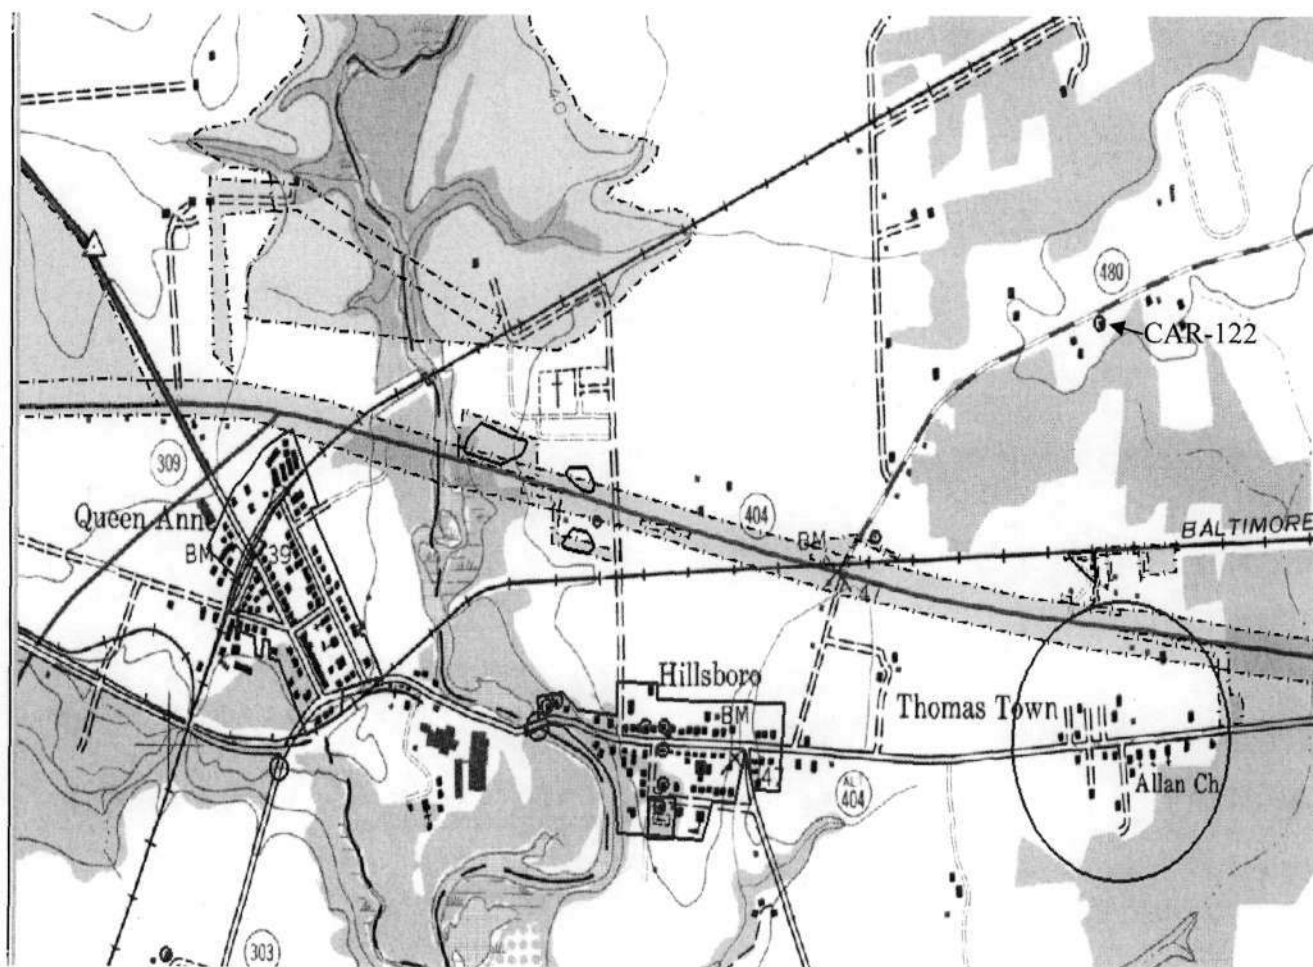 40
480
CAR-122
309
Queen Anne
BM
39
404
BM
BALTIMORE
Hillsboro
BM
Thomas Town
Allan Ch
ALT
404
303